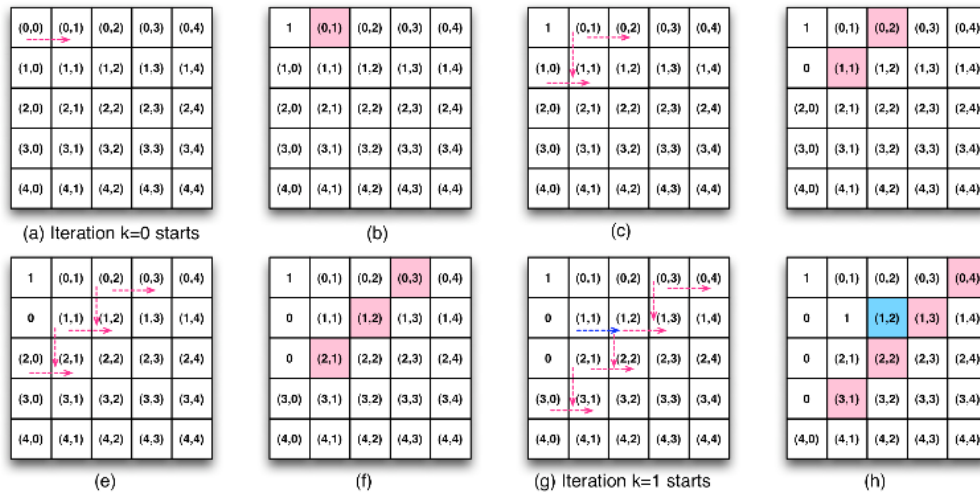 (0,0) (0,1) (0,2) (0,3) (0,4)
(1,0) (1,1) (1,2) (1,3) (1,4)
(2,0) (2,1) (2,2) (2,3) (2,4)
(3,0) (3,1) (3,2) (3,3) (3,4)
(4,0) (4,1) (4,2) (4,3) (4,4)
(a) Iteration k=0 starts
1 (0,1) (0,2) (0,3) (0,4)
(1,0) (1,1) (1,2) (1,3) (1,4)
(2,0) (2,1) (2,2) (2,3) (2,4)
(3,0) (3,1) (3,2) (3,3) (3,4)
(4,0) (4,1) (4,2) (4,3) (4,4)
(b)
1 (0,1) (0,2) (0,3) (0,4)
(1,0) (1,1) (1,2) (1,3) (1,4)
(2,0) (2,1) (2,2) (2,3) (2,4)
(3,0) (3,1) (3,2) (3,3) (3,4)
(4,0) (4,1) (4,2) (4,3) (4,4)
(c)
1 (0,1) (0,2) (0,3) (0,4)
0 (1,1) (1,2) (1,3) (1,4)
(2,0) (2,1) (2,2) (2,3) (2,4)
(3,0) (3,1) (3,2) (3,3) (3,4)
(4,0) (4,1) (4,2) (4,3) (4,4)
1 (0,1) (0,2) (0,3) (0,4)
0 (1,1) (1,2) (1,3) (1,4)
(2,0) (2,1) (2,2) (2,3) (2,4)
(3,0) (3,1) (3,2) (3,3) (3,4)
(4,0) (4,1) (4,2) (4,3) (4,4)
(e)
1 (0,1) (0,2) (0,3) (0,4)
0 (1,1) (1,2) (1,3) (1,4)
0 (2,1) (2,2) (2,3) (2,4)
(3,0) (3,1) (3,2) (3,3) (3,4)
(4,0) (4,1) (4,2) (4,3) (4,4)
(f)
1 (0,1) (0,2) (0,3) (0,4)
0 (1,1) (1,2) (1,3) (1,4)
0 (2,1) (2,2) (2,3) (2,4)
(3,0) (3,1) (3,2) (3,3) (3,4)
(4,0) (4,1) (4,2) (4,3) (4,4)
(g) Iteration k=1 starts
1 (0,1) (0,2) (0,3) (0,4)
0 1 (1,2) (1,3) (1,4)
0 (2,1) (2,2) (2,3) (2,4)
0 (3,1) (3,2) (3,3) (3,4)
(4,0) (4,1) (4,2) (4,3) (4,4)
(h)